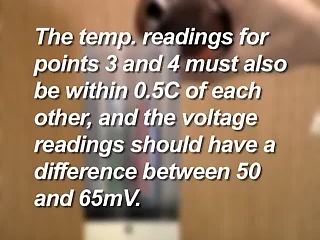 The temp. readings for
points 3 and 4 must also
be within 0.5C of each
other, and the voltage
readings should have a
difference between 50
and 65mV.